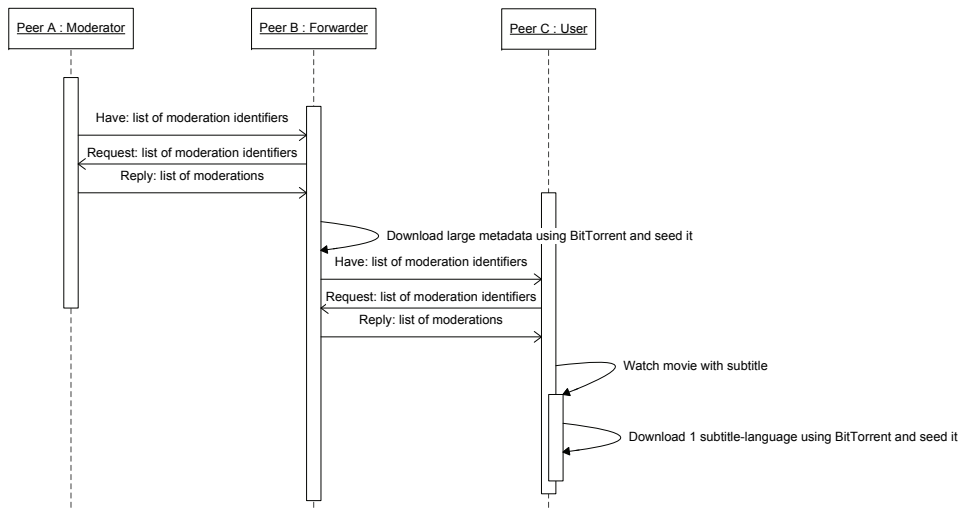 Peer A : Moderator
Peer B : Forwarder
Peer C : User
Have: list of moderation identifiers
Request: list of moderation identifiers
Reply: list of moderations
Download large metadata using BitTorrent and seed it
Have: list of moderation identifiers
Request: list of moderation identifiers
Reply: list of moderations
Watch movie with subtitle
Download 1 subtitle-language using BitTorrent and seed it